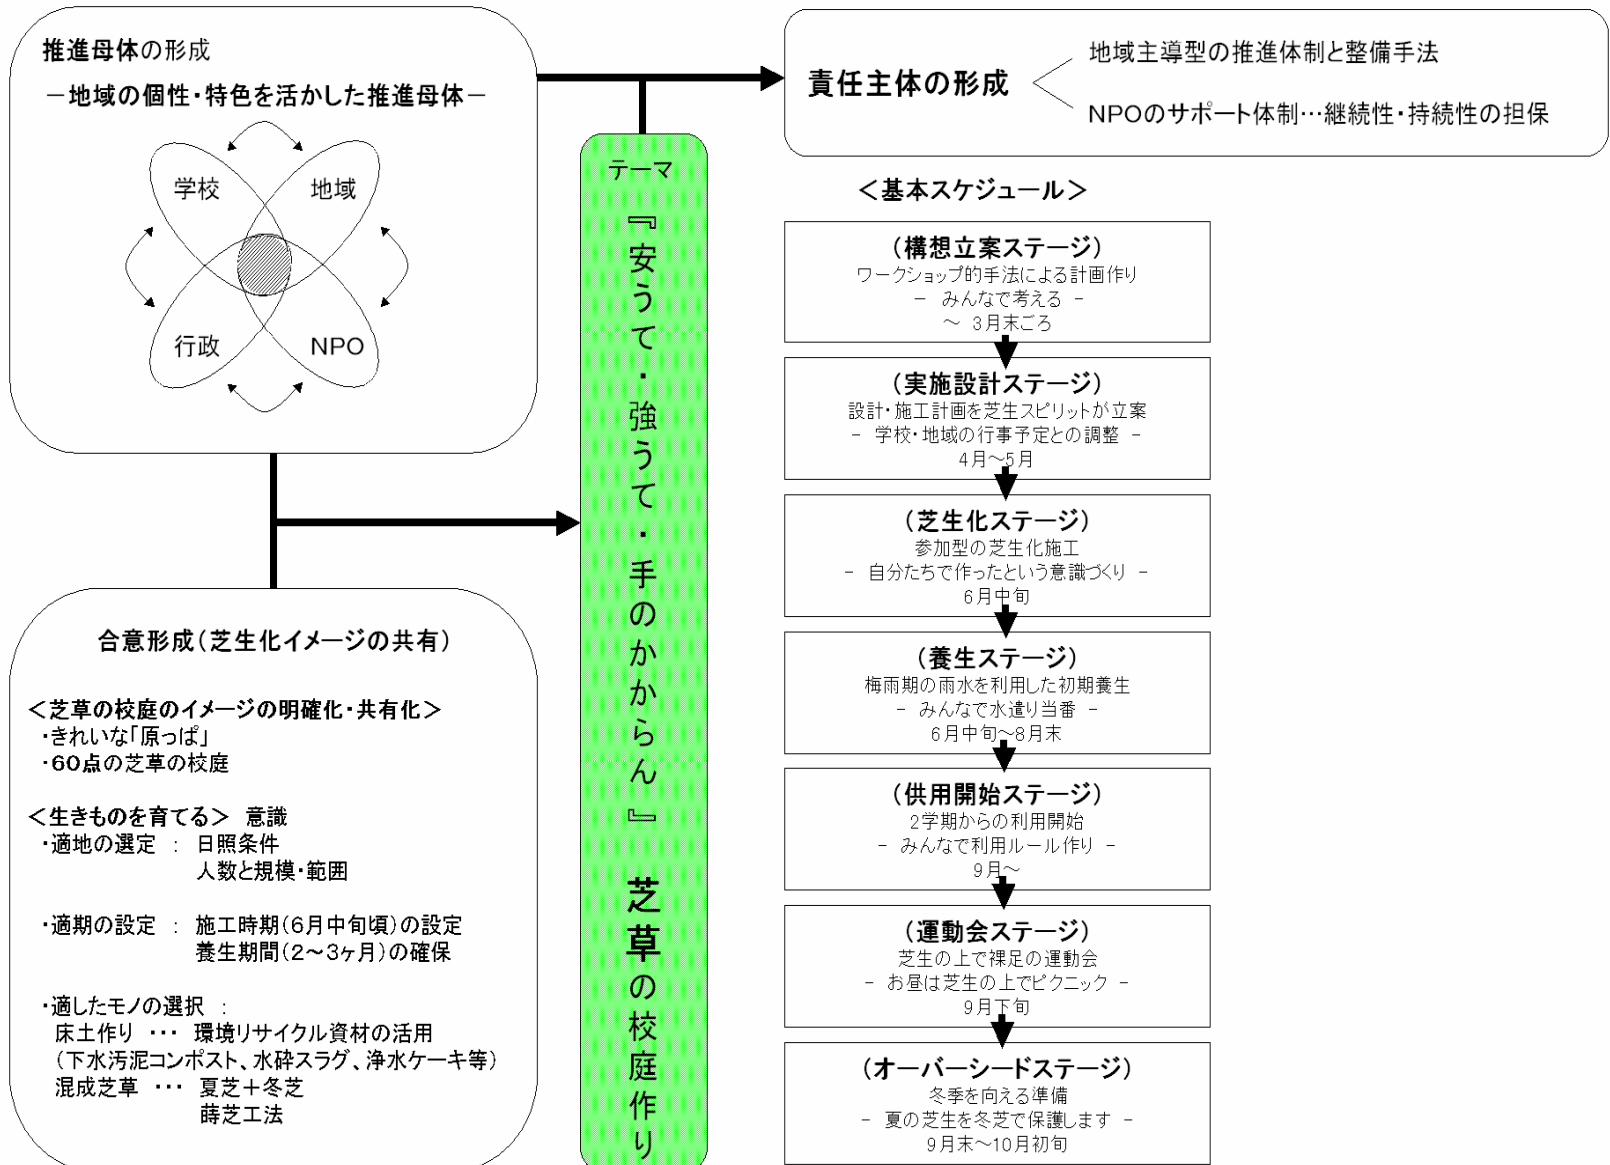 推進母体の形成
－地域の個性・特色を活かした推進母体－
学校
地域
行政
NPO
合意形成（芝生化イメージの共有）
＜芝草の校庭のイメージの明確化・共有化＞
・きれいな「原っぱ」
・60点の芝草の校庭
＜生きものを育てる＞ 意識
・適地の選定 ： 日照条件
人数と規模・範囲
・適期の設定 ： 施工時期（6月中旬頃）の設定
養生期間（2～3ヶ月）の確保
・適したモノの選択 ：
床土作り ・・・ 環境リサイクル資材の活用
（下水汚泥コンポスト、水砕スラグ、浄水ケーキ等）
混成芝草 ・・・ 夏芝＋冬芝
蒔芝工法
テーマ
『安うて・強うて・手のかからん』 芝草の校庭作り
責任主体の形成
地域主導型の推進体制と整備手法
NPOのサポート体制…継続性・持続性の担保
＜基本スケジュール＞
（構想立案ステージ）
ワークショップ的手法による計画作り
－ みんなで考える －
～ 3月末ごろ
（実施設計ステージ）
設計・施工計画を芝生スピリットが立案
－ 学校・地域の行事予定との調整 －
4月～5月
（芝生化ステージ）
参加型の芝生化施工
－ 自分たちで作ったという意識づくり －
6月中旬
（養生ステージ）
梅雨期の雨水を利用した初期養生
－ みんなで水遣り当番 －
6月中旬～8月末
（供用開始ステージ）
2学期からの利用開始
－ みんなで利用ルール作り －
9月～
（運動会ステージ）
芝生の上で裸足の運動会
－ お昼は芝生の上でピクニック －
9月下旬
（オーバーシードステージ）
冬季を向える準備
－ 夏の芝生を冬芝で保護します －
9月末～10月初旬